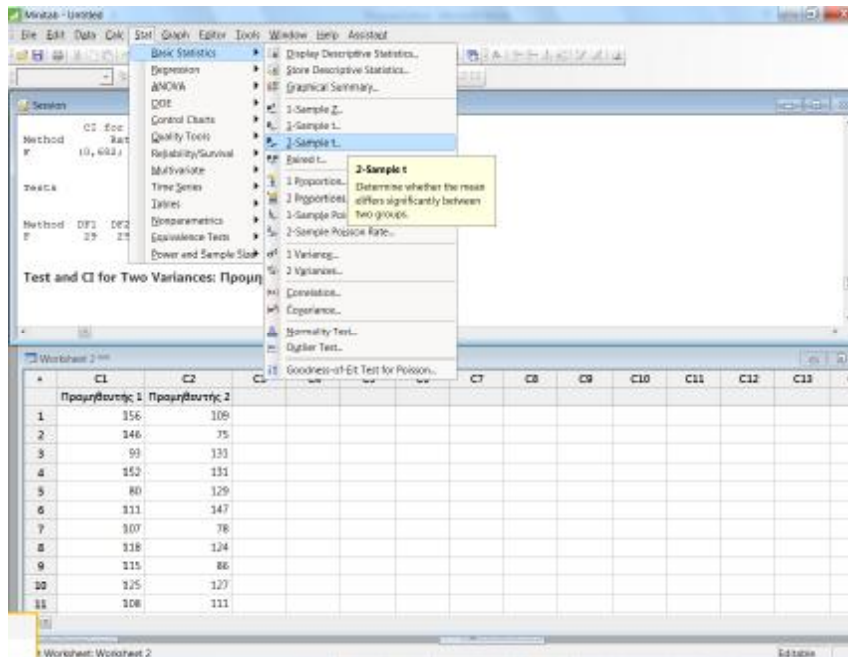 Minitab - Untitled
File Edit Data Calc Stat Graph Editor Tools Window Help Assistant
Basic Statistics
Regression
ANOVA
DOE
Control Charts
Quality Tools
Reliability/Survival
Multivariate
Time Series
Tables
Nonparametrics
Equivalence Tests
Power and Sample Size
Display Descriptive Statistics...
Store Descriptive Statistics...
Graphical Summary...
1-Sample Z...
1-Sample t...
2-Sample t...
Paired t...
1 Proportion...
2 Proportions
1-Sample Poi
2-Sample Poisson Rate...
1 Variance...
2 Variances...
Correlation...
Covariance...
Normality Test...
Outlier Test...
Goodness-of-Fit Test for Poisson...
2-Sample t
Determine whether the mean
differs significantly between
two groups.
Session
CI for
Method
F (0,682;
Tests
Method DF1 DF2
F 29 29
Test and CI for Two Variances: Προμη
Worksheet 2 ***
C1 C2 C7 C8 C9 C10 C11 C12 C13
Προμηθευτής 1 Προμηθευτής 2
1 156 109
2 146 75
3 93 131
4 152 131
5 80 129
6 111 147
7 107 78
8 118 124
9 115 86
10 125 127
11 108 111
Worksheet: Worksheet 2
Editable